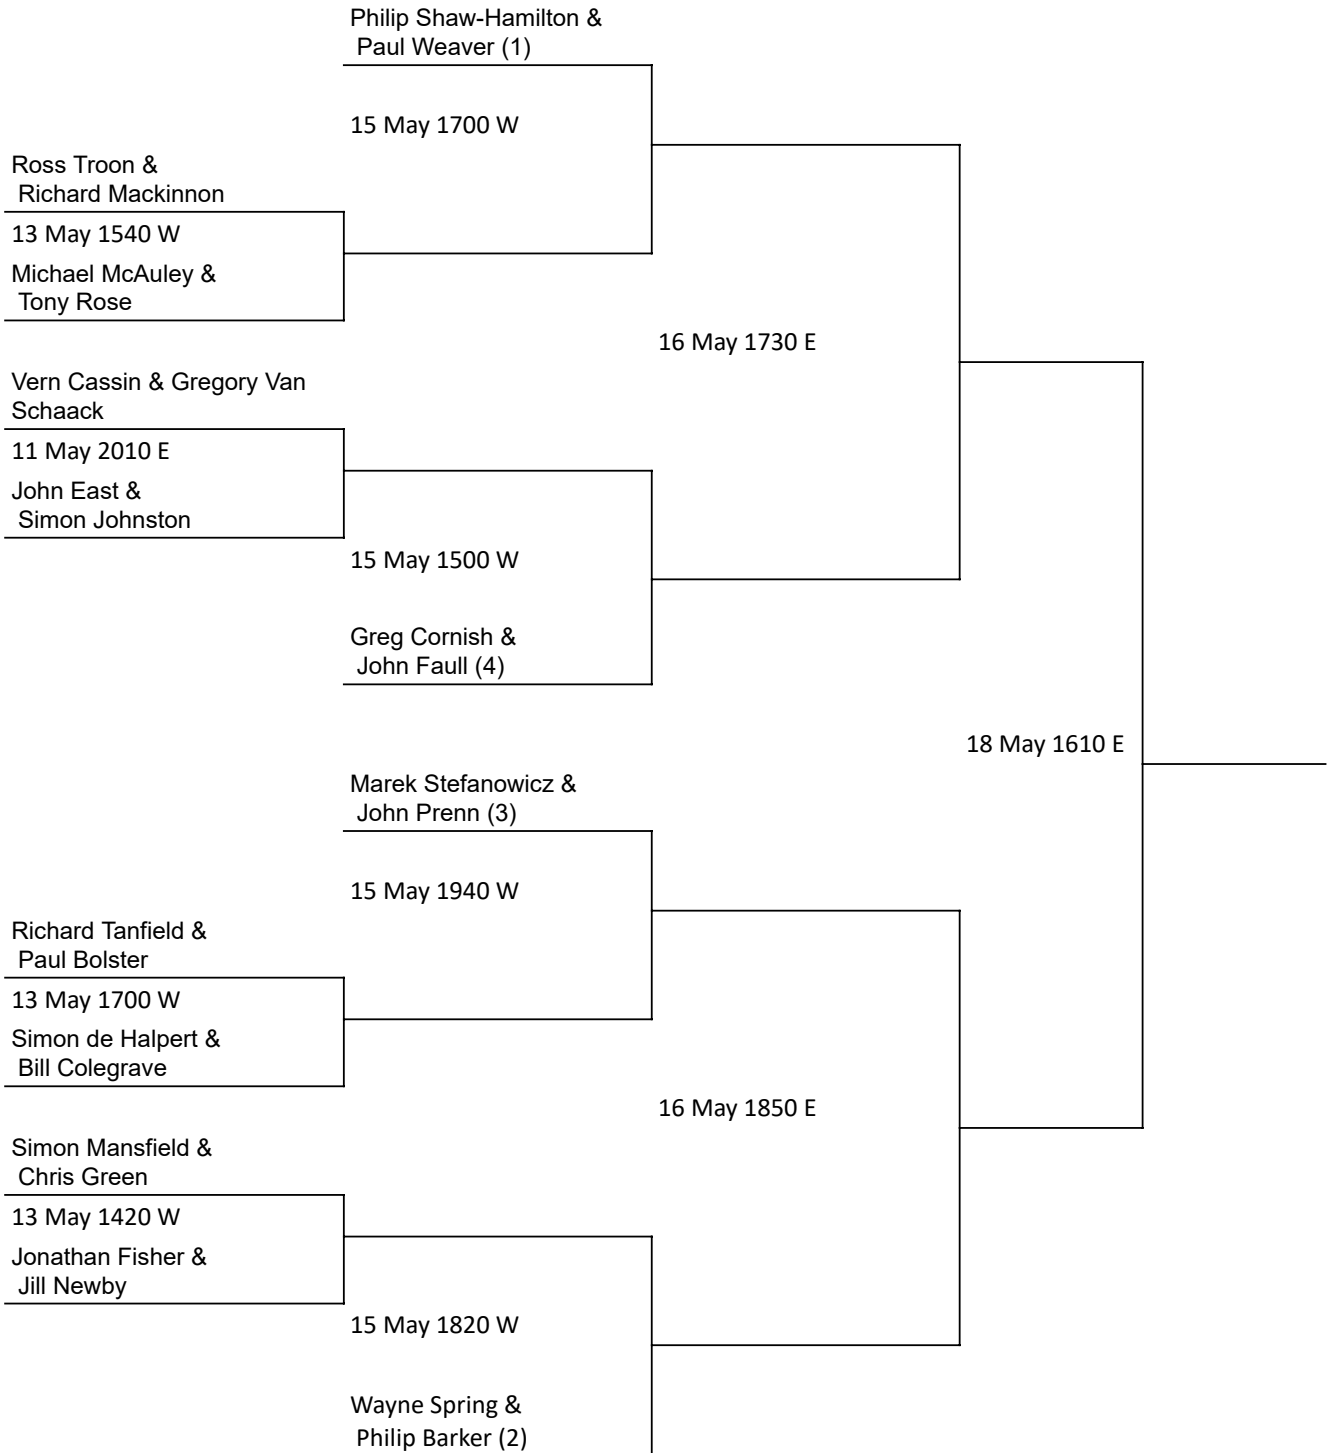 Philip Shaw-Hamilton &
Paul Weaver (1)
15 May 1700 W
Ross Troon &
Richard Mackinnon
13 May 1540 W
Michael McAuley &
Tony Rose
16 May 1730 E
Vern Cassin & Gregory Van
Schaack
11 May 2010 E
John East &
Simon Johnston
15 May 1500 W
Greg Cornish &
John Faull (4)
18 May 1610 E
Marek Stefanowicz &
John Prenn (3)
15 May 1940 W
Richard Tanfield &
Paul Bolster
13 May 1700 W
Simon de Halpert &
Bill Colegrave
16 May 1850 E
Simon Mansfield &
Chris Green
13 May 1420 W
Jonathan Fisher &
Jill Newby
15 May 1820 W
Wayne Spring &
Philip Barker (2)